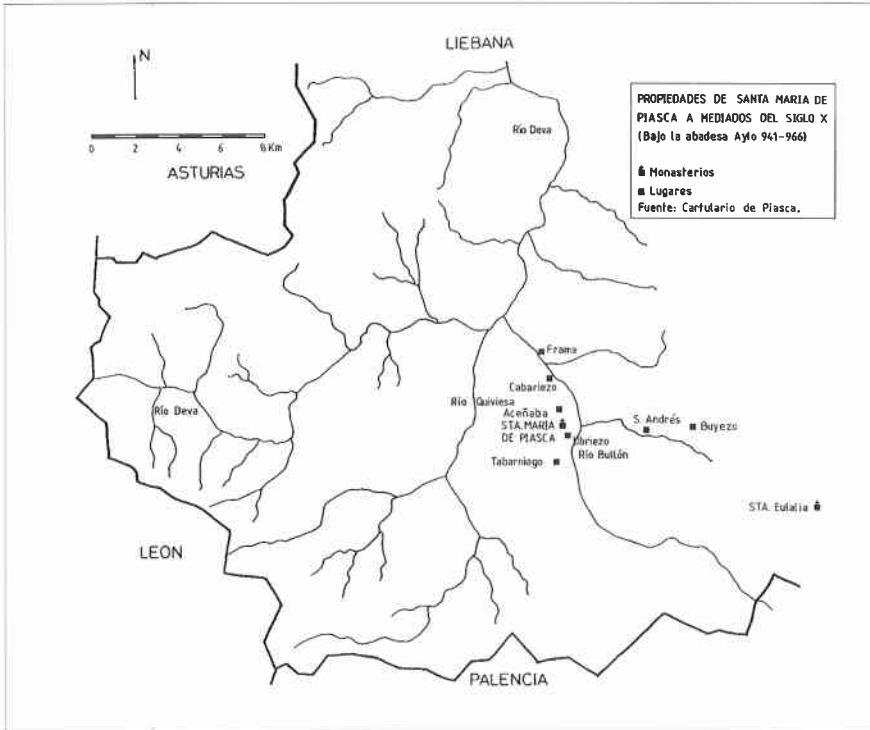 LIEBANA
N
0 2 4 6 8 Km
ASTURIAS
PROPIEDADES DE SANTA MARIA DE
PIASCA A MEDIADOS DEL SIGLO X
(Bajo la abadesa Aylo 941-966)
Monasterios
Lugares
Fuente: Cartulario de Piasca.
Río Deva
Frama
Cabariezo
Río Quiviesa
Río Deva
Aceñaba
STA. MARIA
DE PIASCA
Ubriezo
Río Bullón
S. Andrés
Buyezo
Tabarniego
STA. Eulalia
LEON
PALENCIA